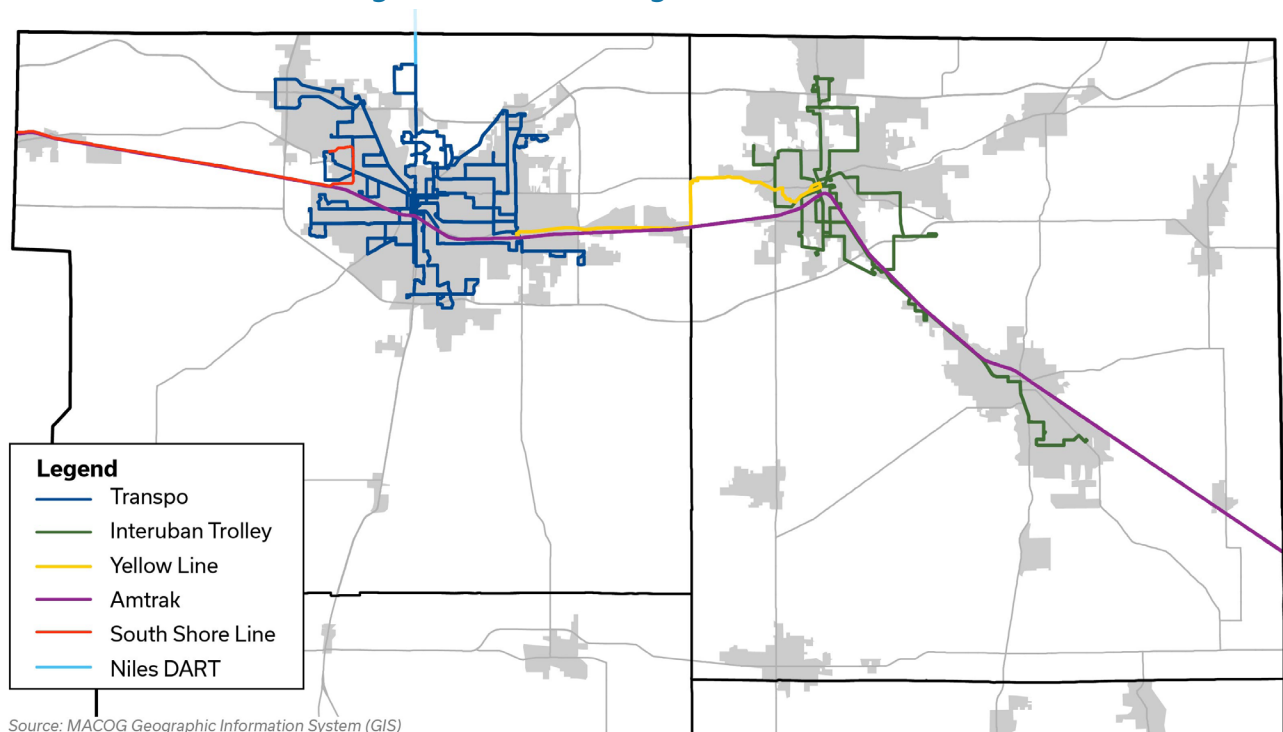 Legend
Transpo
Interuban Trolley
Yellow Line
Amtrak
South Shore Line
Niles DART
Source: MACOG Geographic Information System (GIS)